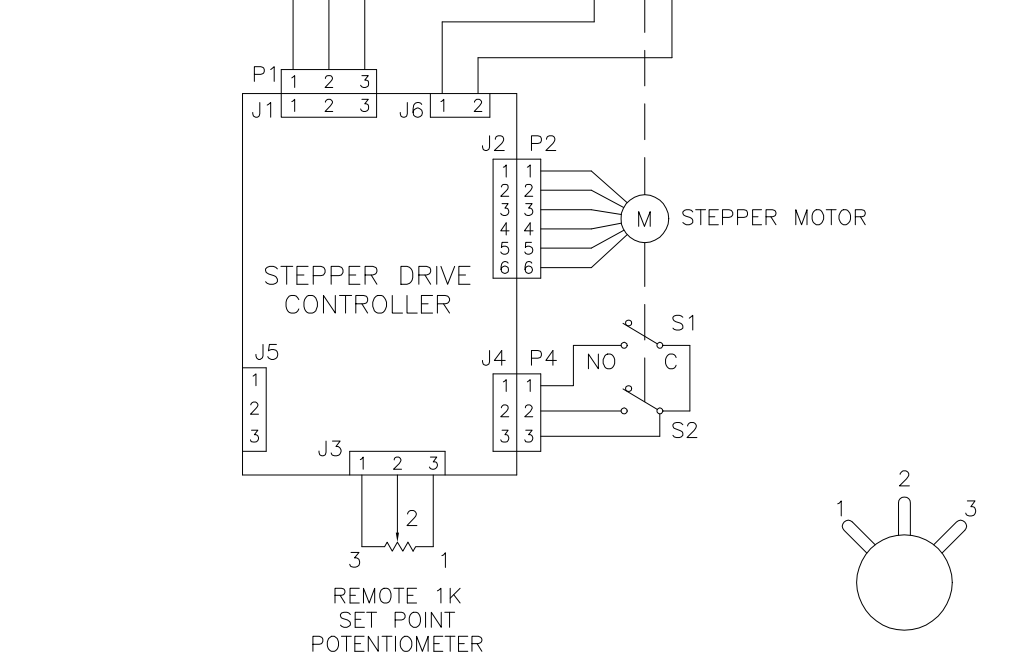 P1 1 2 3
J1 1 2 3
J6 1 2
J2 P2
1 1
2 2
3 3
4 4
5 5
6 6
M STEPPER MOTOR
STEPPER DRIVE
CONTROLLER
S1
NO C
J5
1
2
3
J4 P4
1 1
2 2
3 3
S2
J3
1 2 3
2
3 1
REMOTE 1K
SET POINT
POTENTIOMETER
2
1 3